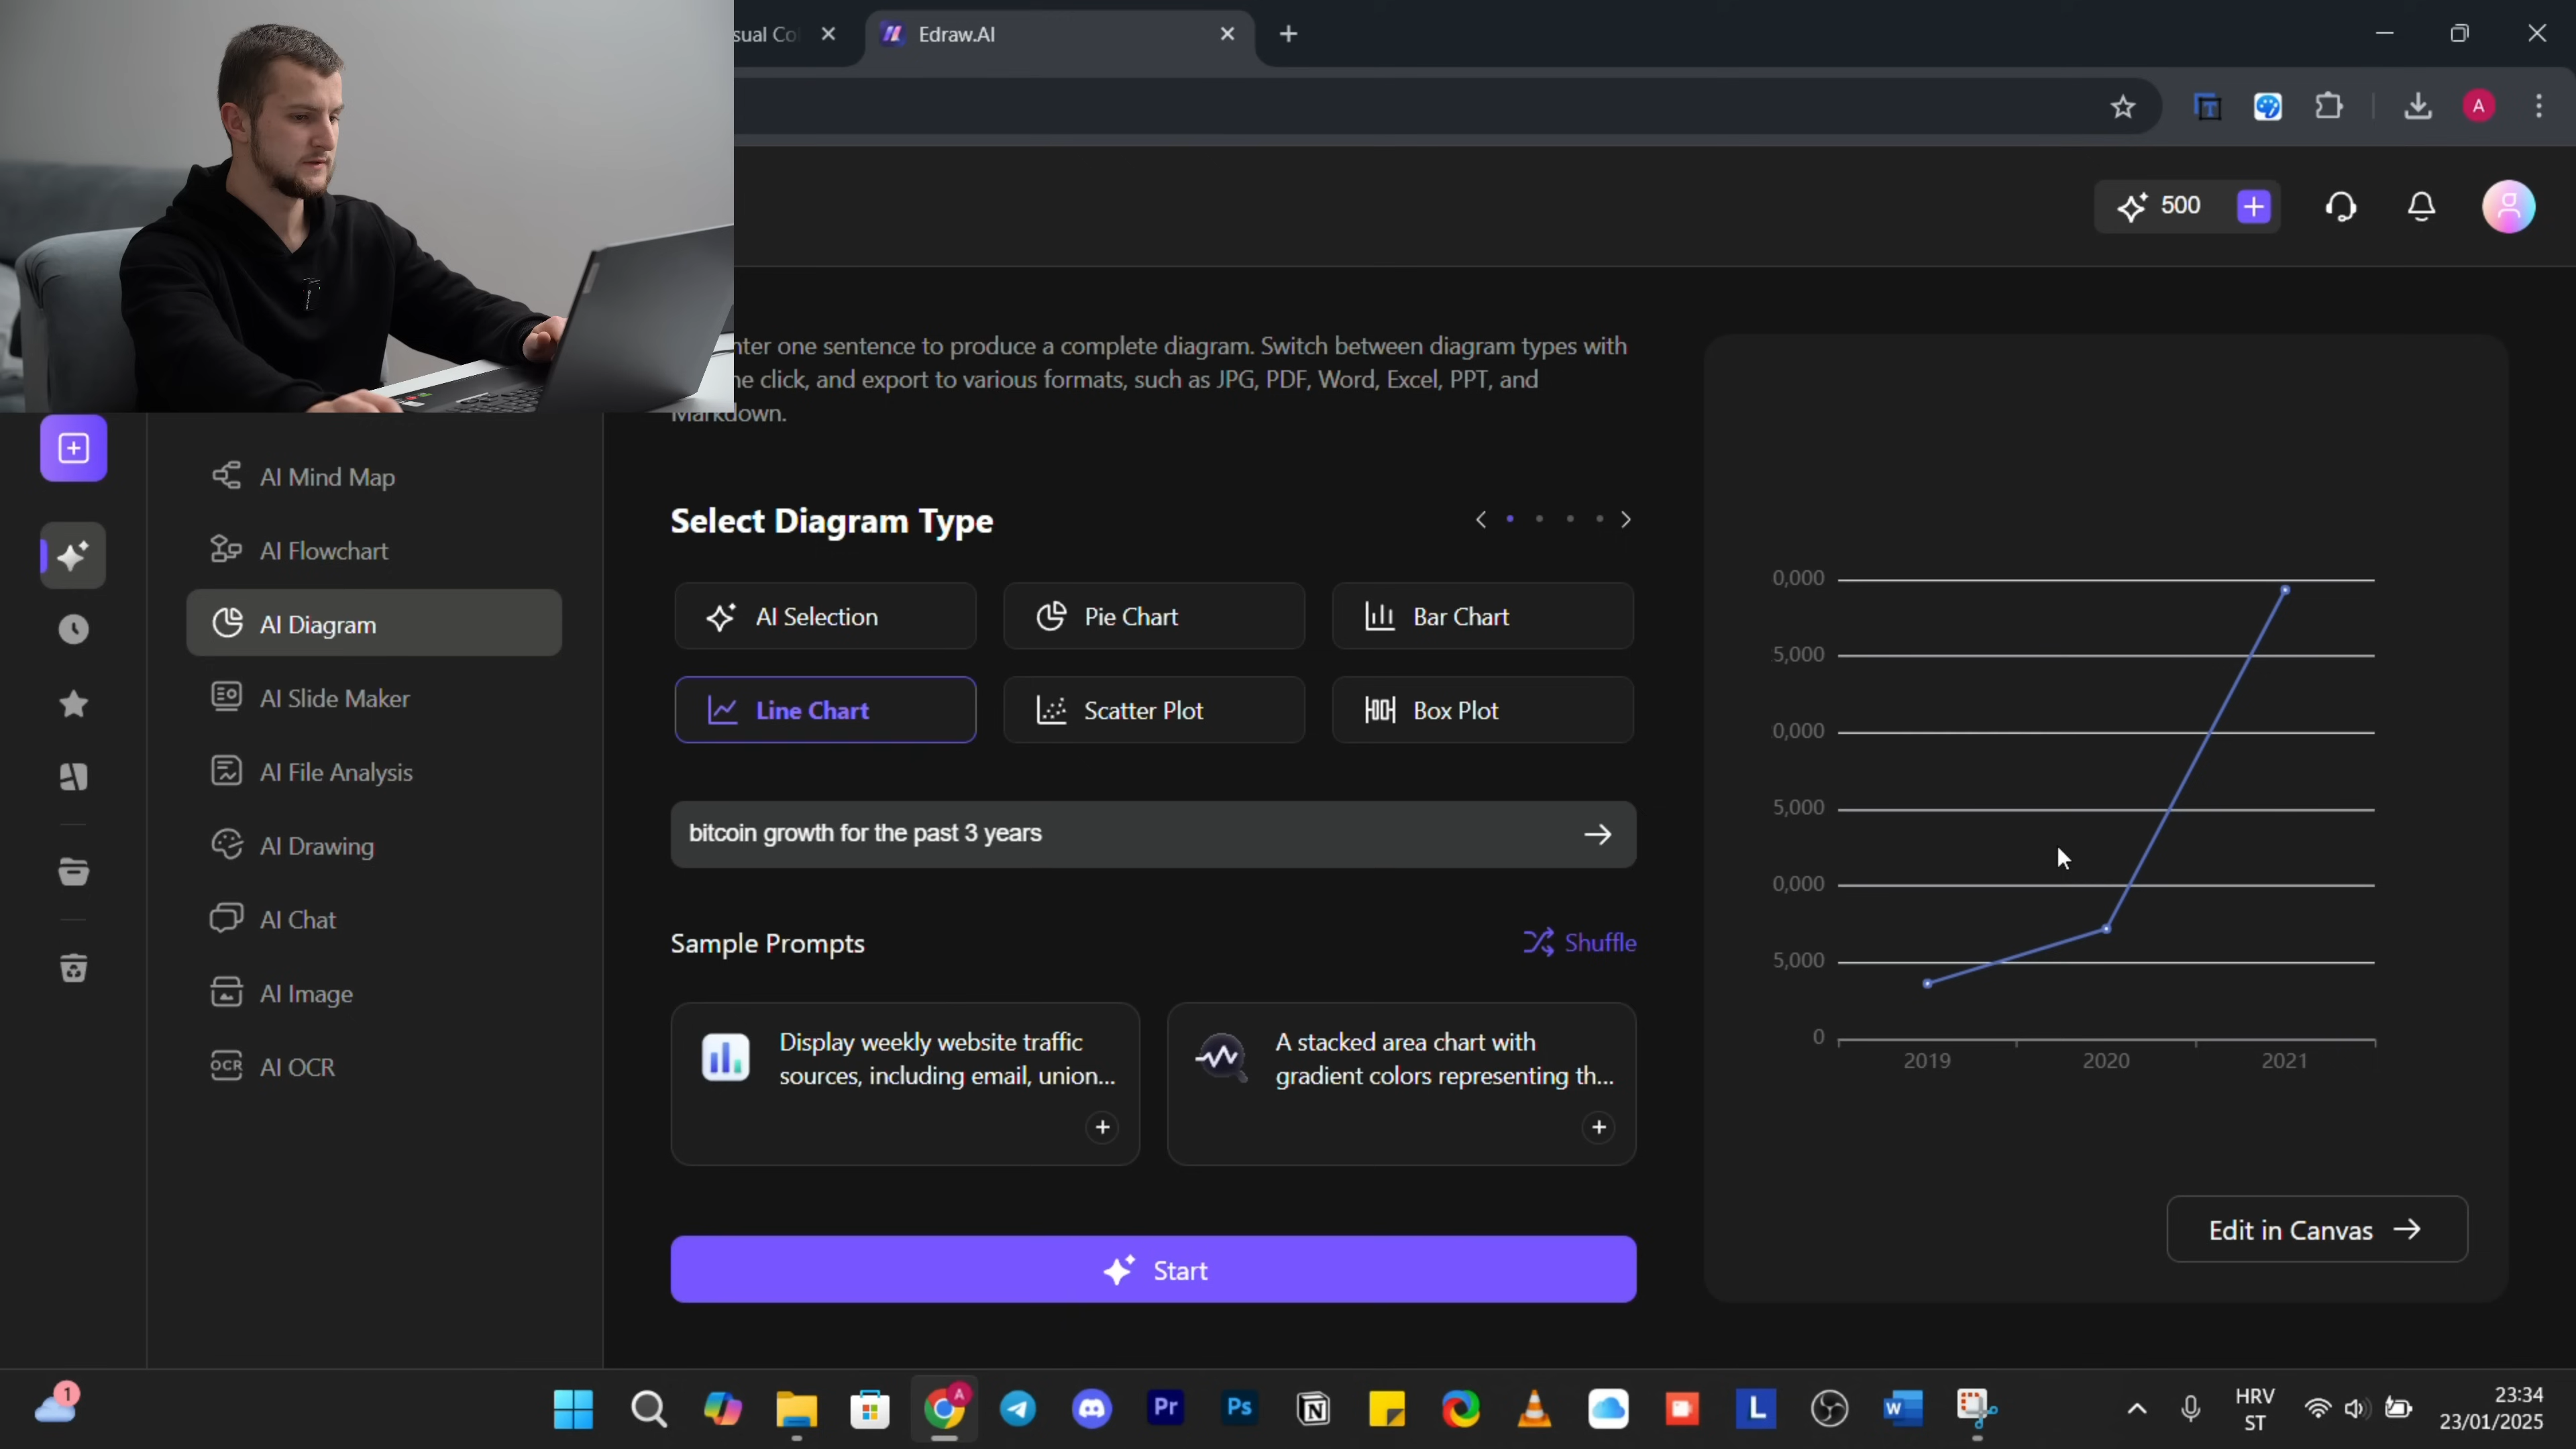 Edraw.AI
500
one sentence to produce a complete diagram. Switch between diagram types with
click, and export to various formats, such as JPG, PDF, Word, Excel, PPT, and
Select Diagram Type
AI Selection
Pie Chart
Bar Chart
Line Chart
Scatter Plot
Box Plot
bitcoin growth for the past 3 years
Sample Prompts
Shuffle
Display weekly website traffic
sources, including email, union...
A stacked area chart with
gradient colors representing th...
Start
AI Mind Map
AI Flowchart
AI Diagram
AI Slide Maker
AI File Analysis
AI Drawing
AI Chat
AI Image
OCR AI OCR
0,000
5,000
0,000
5,000
0,000
5,000
0
2019 2020 2021
Edit in Canvas
A
1
A
Pr
Ps
N
L
W
HRV
ST
23:34
23/01/2025